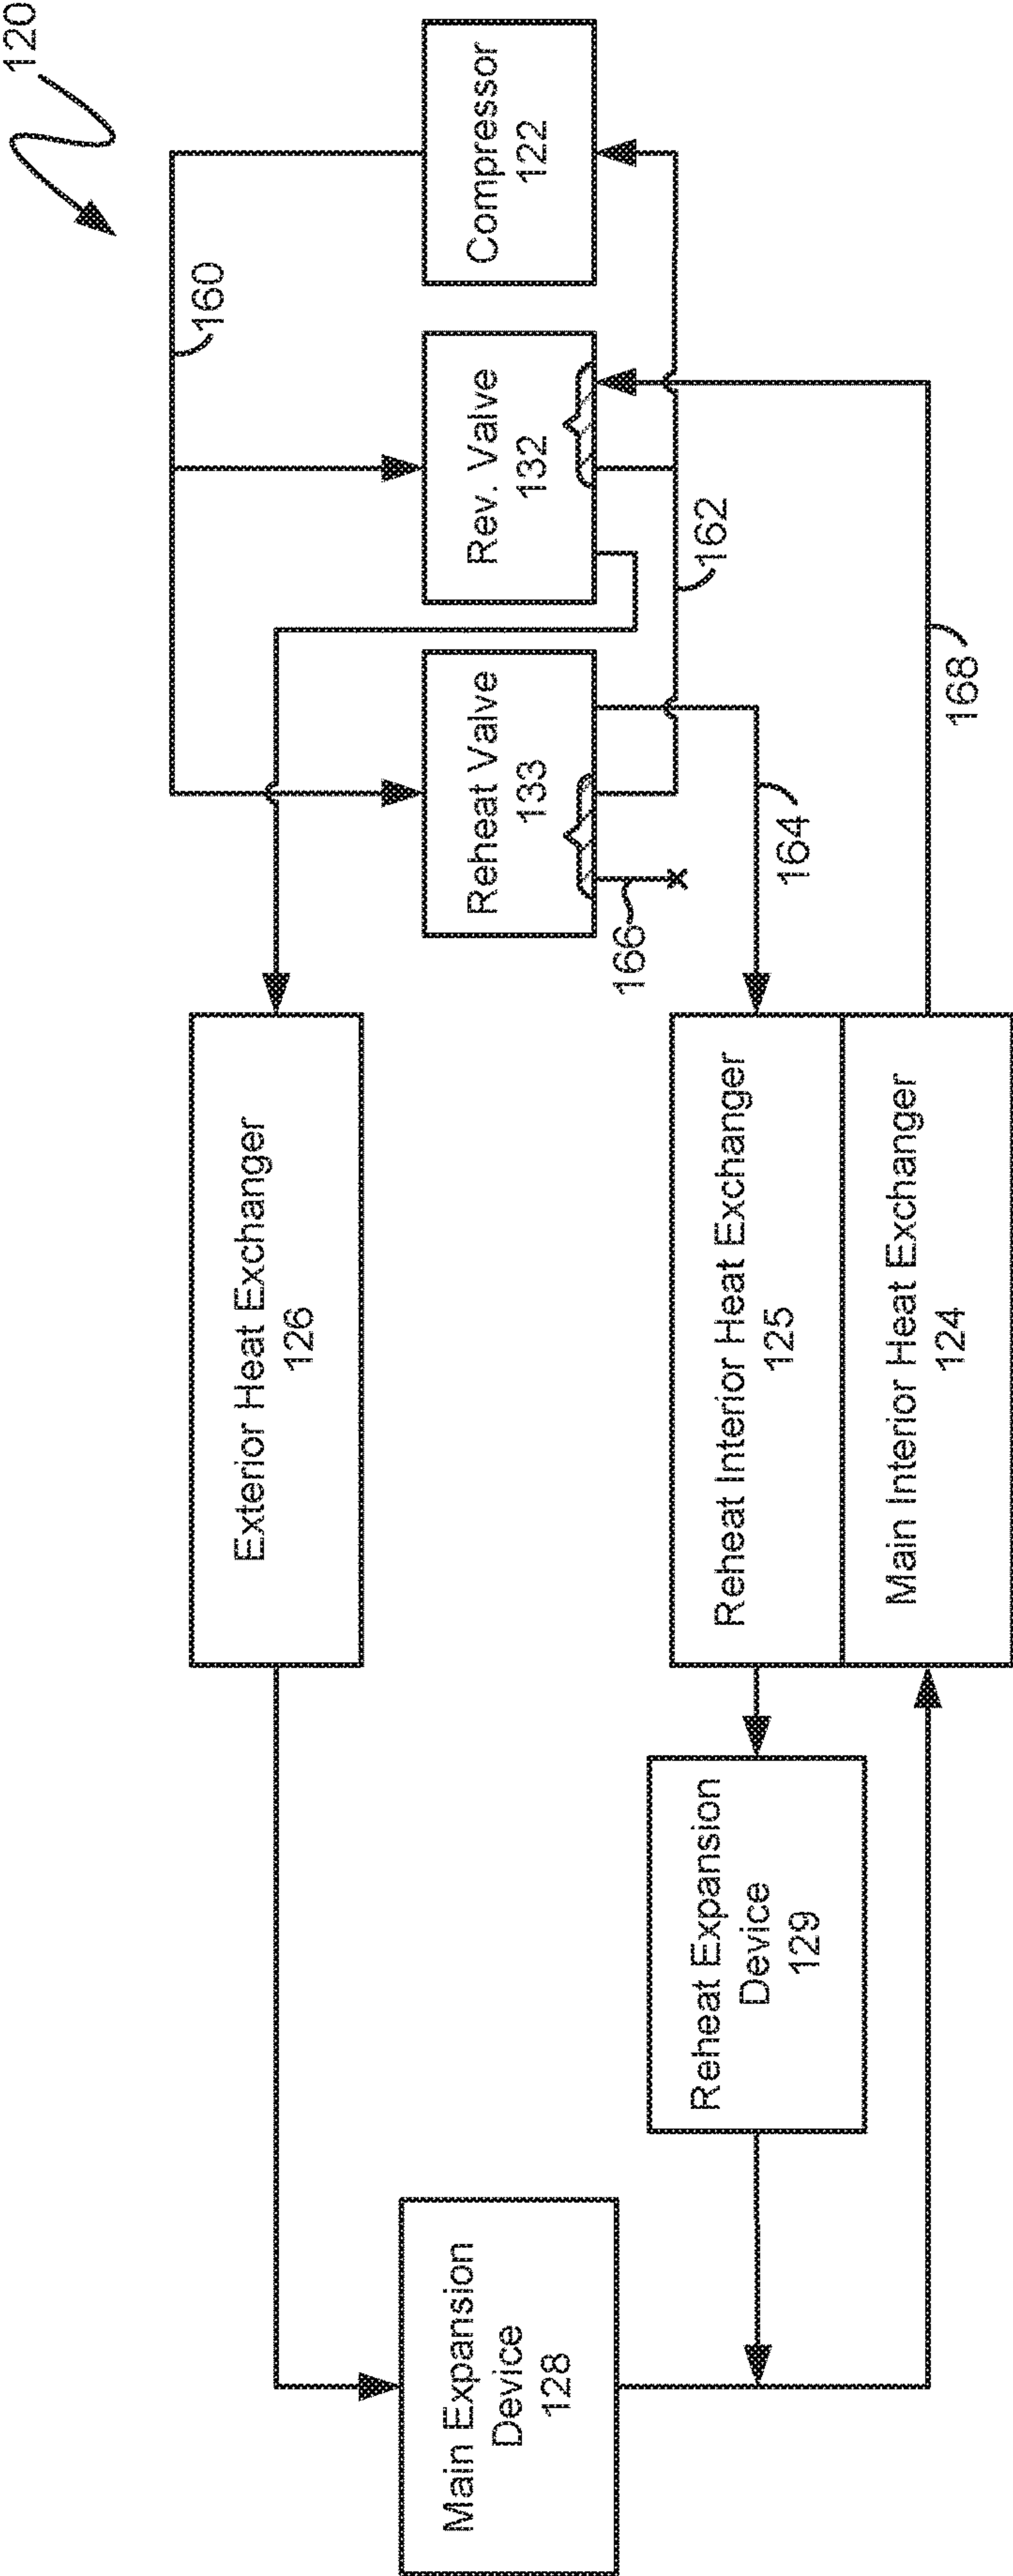 120
160
Compressor
122
Rev. Valve
132
Reheat Valve
133
162
164
166
168
Exterior Heat Exchanger
126
Reheat Interior Heat Exchanger
125
Main Interior Heat Exchanger
124
Reheat Expansion
Device
129
Main Expansion
Device
128